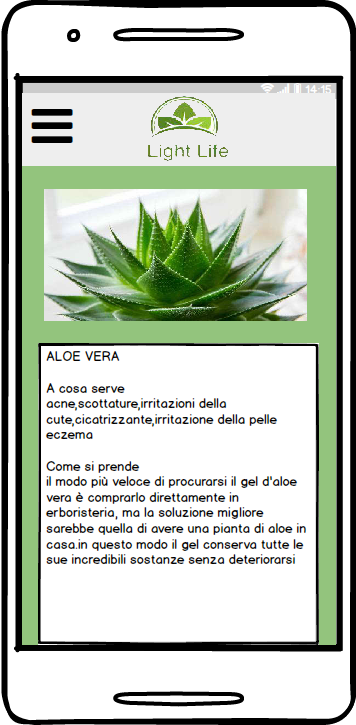 14:15
Light Life
ALOE VERA
A cosa serve
acne,scottature,irritazioni della
cute,cicatrizzante,irritazione della pelle
eczema
Come si prende
il modo più veloce di procurarsi il gel d'aloe
vera è comprarlo direttamente in
erboristeria, ma la soluzione migliore
sarebbe quella di avere una pianta di aloe in
casa.in questo modo il gel conserva tutte le
sue incredibili sostanze senza deteriorarsi